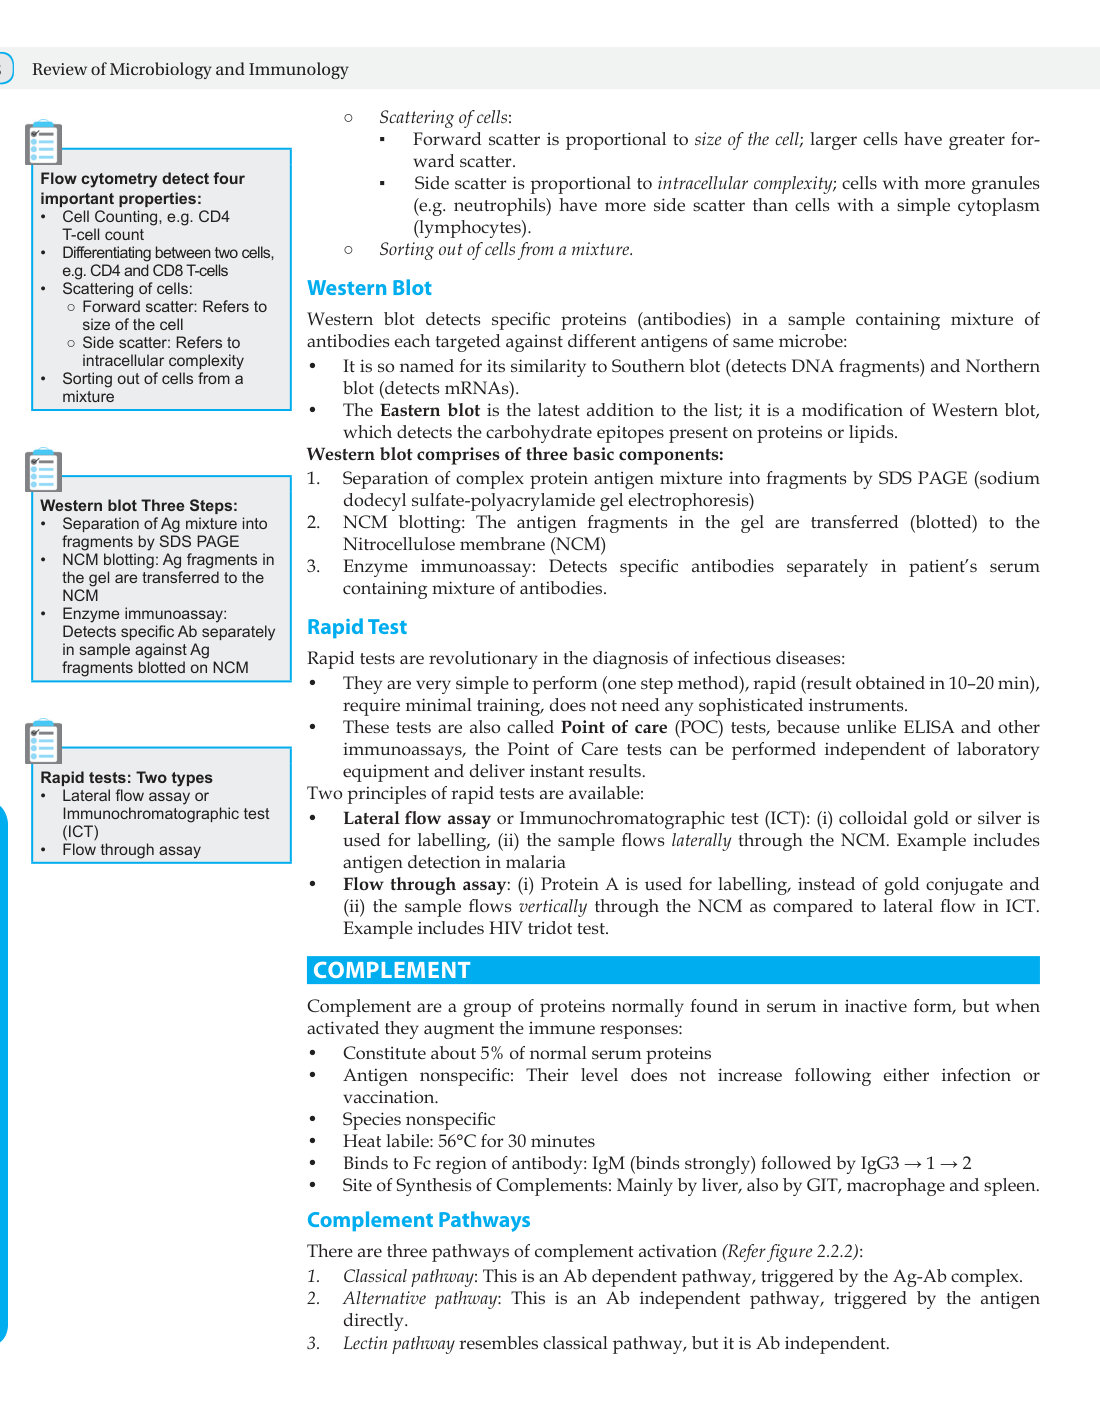 Review of Microbiology and Immunology
Flow cytometry detect four
important properties:
• Cell Counting, e.g. CD4
T-cell count
• Differentiating between two cells,
e.g. CD4 and CD8 T-cells
• Scattering of cells:
○ Forward scatter: Refers to
size of the cell
○ Side scatter: Refers to
intracellular complexity
• Sorting out of cells from a
mixture
Western blot Three Steps:
• Separation of Ag mixture into
fragments by SDS PAGE
• NCM blotting: Ag fragments in
the gel are transferred to the
NCM
• Enzyme immunoassay:
Detects specific Ab separately
in sample against Ag
fragments blotted on NCM
Rapid tests: Two types
• Lateral flow assay or
Immunochromatographic test
(ICT)
• Flow through assay
○ Scattering of cells:
▪ Forward scatter is proportional to size of the cell; larger cells have greater for-
ward scatter.
▪ Side scatter is proportional to intracellular complexity; cells with more granules
(e.g. neutrophils) have more side scatter than cells with a simple cytoplasm
(lymphocytes).
○ Sorting out of cells from a mixture.
Western Blot
Western blot detects specific proteins (antibodies) in a sample containing mixture of
antibodies each targeted against different antigens of same microbe:
• It is so named for its similarity to Southern blot (detects DNA fragments) and Northern
blot (detects mRNAs).
• The Eastern blot is the latest addition to the list; it is a modification of Western blot,
which detects the carbohydrate epitopes present on proteins or lipids.
Western blot comprises of three basic components:
1. Separation of complex protein antigen mixture into fragments by SDS PAGE (sodium
dodecyl sulfate-polyacrylamide gel electrophoresis)
2. NCM blotting: The antigen fragments in the gel are transferred (blotted) to the
Nitrocellulose membrane (NCM)
3. Enzyme immunoassay: Detects specific antibodies separately in patient's serum
containing mixture of antibodies.
Rapid Test
Rapid tests are revolutionary in the diagnosis of infectious diseases:
• They are very simple to perform (one step method), rapid (result obtained in 10–20 min),
require minimal training, does not need any sophisticated instruments.
• These tests are also called Point of care (POC) tests, because unlike ELISA and other
immunoassays, the Point of Care tests can be performed independent of laboratory
equipment and deliver instant results.
Two principles of rapid tests are available:
• Lateral flow assay or Immunochromatographic test (ICT): (i) colloidal gold or silver is
used for labelling, (ii) the sample flows laterally through the NCM. Example includes
antigen detection in malaria
• Flow through assay: (i) Protein A is used for labelling, instead of gold conjugate and
(ii) the sample flows vertically through the NCM as compared to lateral flow in ICT.
Example includes HIV tridot test.
COMPLEMENT
Complement are a group of proteins normally found in serum in inactive form, but when
activated they augment the immune responses:
• Constitute about 5% of normal serum proteins
• Antigen nonspecific: Their level does not increase following either infection or
vaccination.
• Species nonspecific
• Heat labile: 56°C for 30 minutes
• Binds to Fc region of antibody: IgM (binds strongly) followed by IgG3 → 1 → 2
• Site of Synthesis of Complements: Mainly by liver, also by GIT, macrophage and spleen.
Complement Pathways
There are three pathways of complement activation (Refer figure 2.2.2):
1. Classical pathway: This is an Ab dependent pathway, triggered by the Ag-Ab complex.
2. Alternative pathway: This is an Ab independent pathway, triggered by the antigen
directly.
3. Lectin pathway resembles classical pathway, but it is Ab independent.